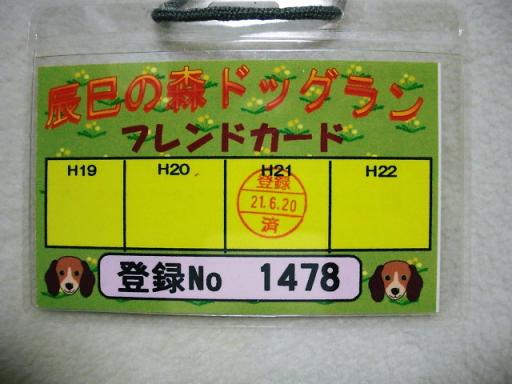 辰巳の森ドッグラン
フレンドカード
H19 H20 H21 H22
登録
21.6.20
済
登録No 1478